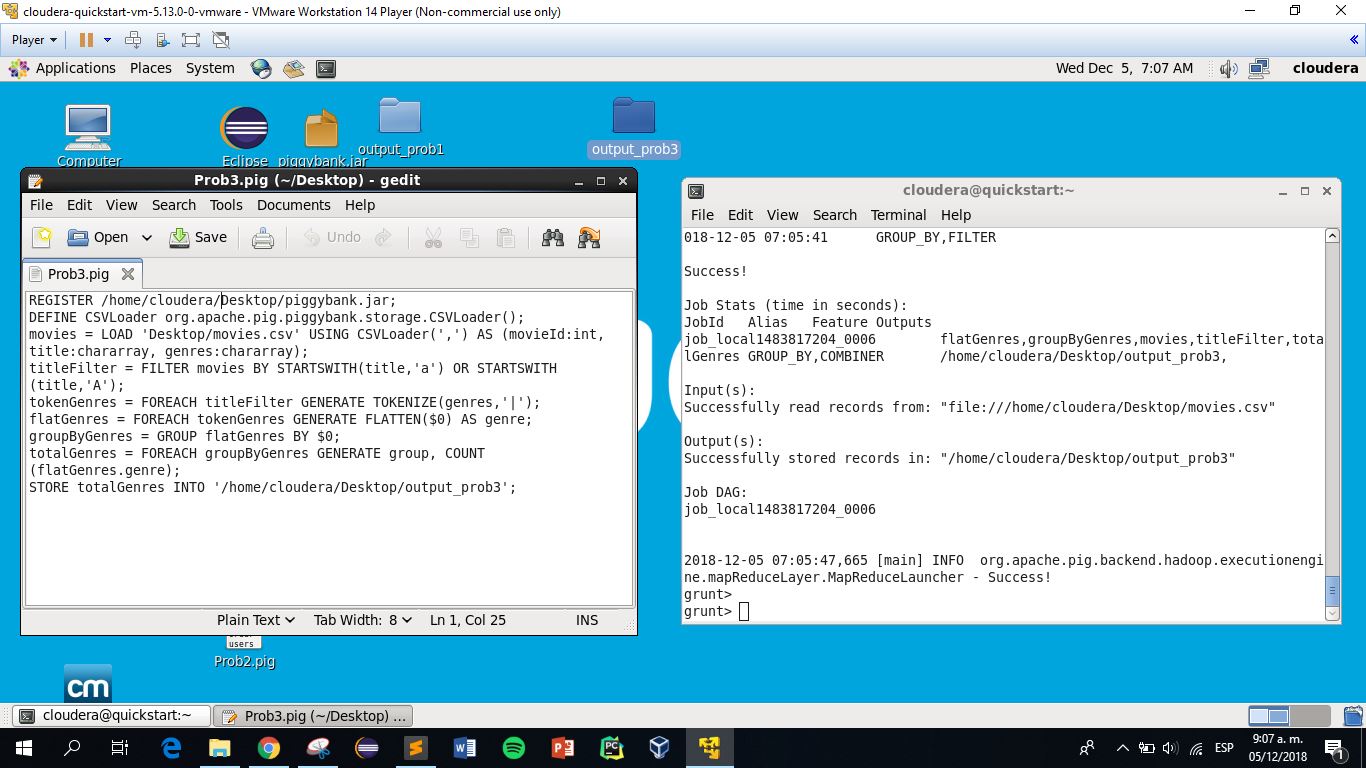 cloudera-quickstart-vm-5.13.0-0-vmware - VMware Workstation 14 Player (Non-commercial use only)
Player
Applications Places System Wed Dec 5, 7:07 AM cloudera
Computer
Eclipse
piggybank.jar
output_prob1
output_prob3
Prob3.pig (~/Desktop) - gedit
File Edit View Search Tools Documents Help
Open Save Undo
Prob3.pig
REGISTER /home/cloudera/Desktop/piggybank.jar;
DEFINE CSVLoader org.apache.pig.piggybank.storage.CSVLoader();
movies = LOAD 'Desktop/movies.csv' USING CSVLoader(',') AS (movieId:int,
title:chararray, genres:chararray);
titleFilter = FILTER movies BY STARTSWITH(title,'a') OR STARTSWITH
(title,'A');
tokenGenres = FOREACH titleFilter GENERATE TOKENIZE(genres,'|');
flatGenres = FOREACH tokenGenres GENERATE FLATTEN($0) AS genre;
groupByGenres = GROUP flatGenres BY $0;
totalGenres = FOREACH groupByGenres GENERATE group, COUNT
(flatGenres.genre);
STORE totalGenres INTO '/home/cloudera/Desktop/output_prob3';
Plain Text Tab Width: 8 Ln 1, Col 25 INS
cloudera@quickstart:~
File Edit View Search Terminal Help
018-12-05 07:05:41 GROUP_BY,FILTER
Success!
Job Stats (time in seconds):
JobId Alias Feature Outputs
job_local1483817204_0006 flatGenres,groupByGenres,movies,titleFilter,tota
lGenres GROUP_BY,COMBINER /home/cloudera/Desktop/output_prob3,
Input(s):
Successfully read records from: "file:///home/cloudera/Desktop/movies.csv"
Output(s):
Successfully stored records in: "/home/cloudera/Desktop/output_prob3"
Job DAG:
job_local1483817204_0006
2018-12-05 07:05:47,665 [main] INFO org.apache.pig.backend.hadoop.executionengi
ne.mapReduceLayer.MapReduceLauncher - Success!
grunt>
grunt>
users
Prob2.pig
cm
cloudera@quickstart:~ Prob3.pig (~/Desktop) ...
ESP
9:07 a. m.
05/12/2018
1